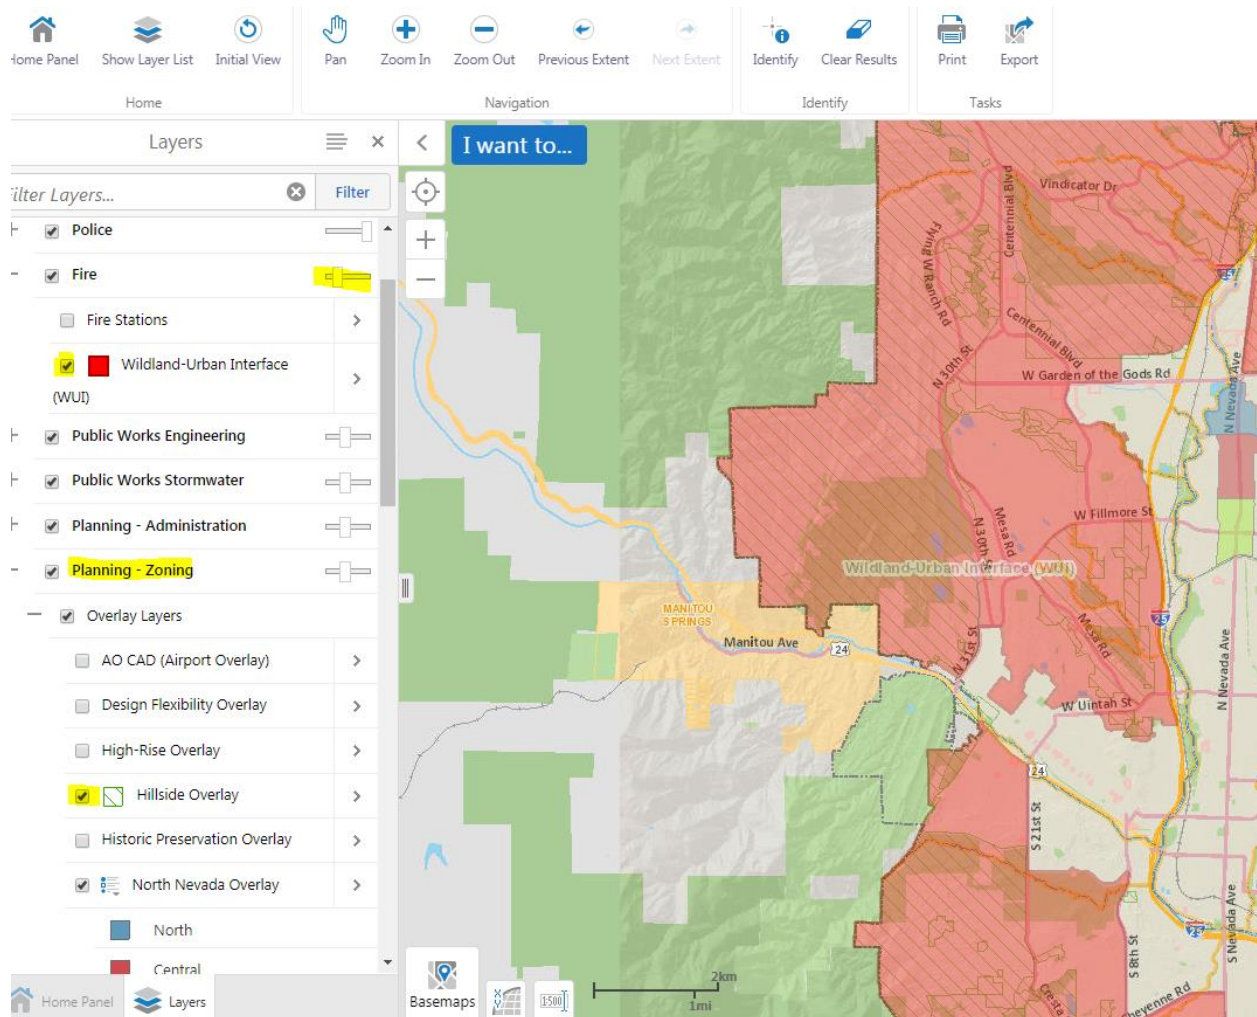 Home Panel
Show Layer List
Initial View
Pan
Zoom In
Zoom Out
Previous Extent
Next Extent
Identify
Clear Results
Print
Export
Home
Navigation
Identify
Tasks
Layers
Filter Layers...
Filter
Police
Fire
Fire Stations
Wildland-Urban Interface
(WUI)
Public Works Engineering
Public Works Stormwater
Planning - Administration
Planning - Zoning
Overlay Layers
AO CAD (Airport Overlay)
Design Flexibility Overlay
High-Rise Overlay
Hillside Overlay
Historic Preservation Overlay
North Nevada Overlay
North
Central
Home Panel
Layers
I want to...
Vindicator Dr
Centennial Blvd
Flying W Ranch Rd
25
Centennial Blvd
N 30th St
W Garden of the Gods Rd
N Nevada Ave
W Fillmore St
N 30th St
Mesa Rd
Wildland-Urban Interface (WUI)
MANITOU
SPRINGS
Manitou Ave
24
25
Mesa Rd
N 31st St
N Nevada Ave
W Uintah St
24
S 21st St
25
S Nevada Ave
S 8th St
Cresta
Cheyenne Rd
Basemaps
X
Y
1:500
2km
1mi